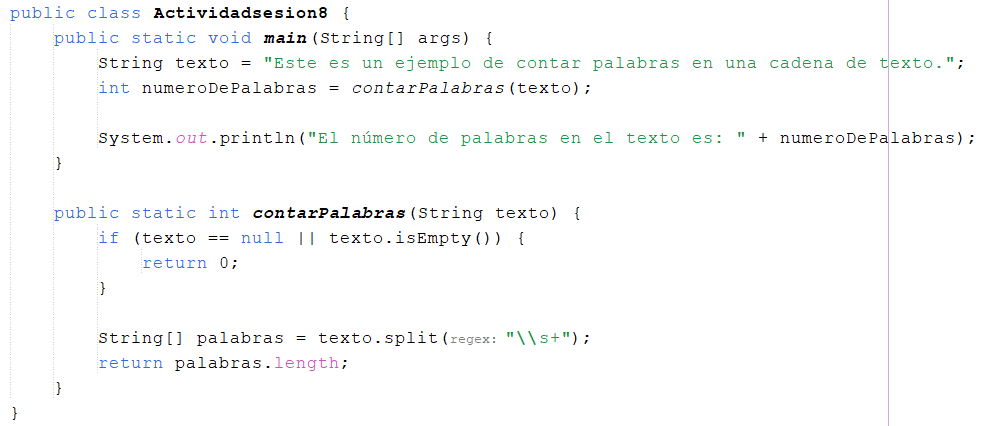 public class Actividadsesion8 {
    public static void main(String[] args) {
        String texto = "Este es un ejemplo de contar palabras en una cadena de texto.";
        int numeroDePalabras = contarPalabras(texto);

        System.out.println("El número de palabras en el texto es: " + numeroDePalabras);
    }

    public static int contarPalabras(String texto) {
        if (texto == null || texto.isEmpty()) {
            return 0;
        }

        String[] palabras = texto.split(regex: "\\s+");
        return palabras.length;
    }
}